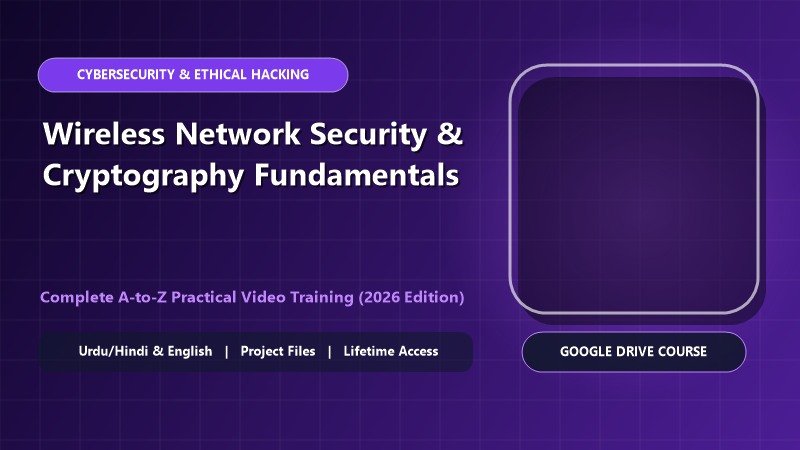 CYBERSECURITY & ETHICAL HACKING
Wireless Network Security &
Cryptography Fundamentals
Complete A-to-Z Practical Video Training (2026 Edition)
Urdu/Hindi & English | Project Files | Lifetime Access
GOOGLE DRIVE COURSE